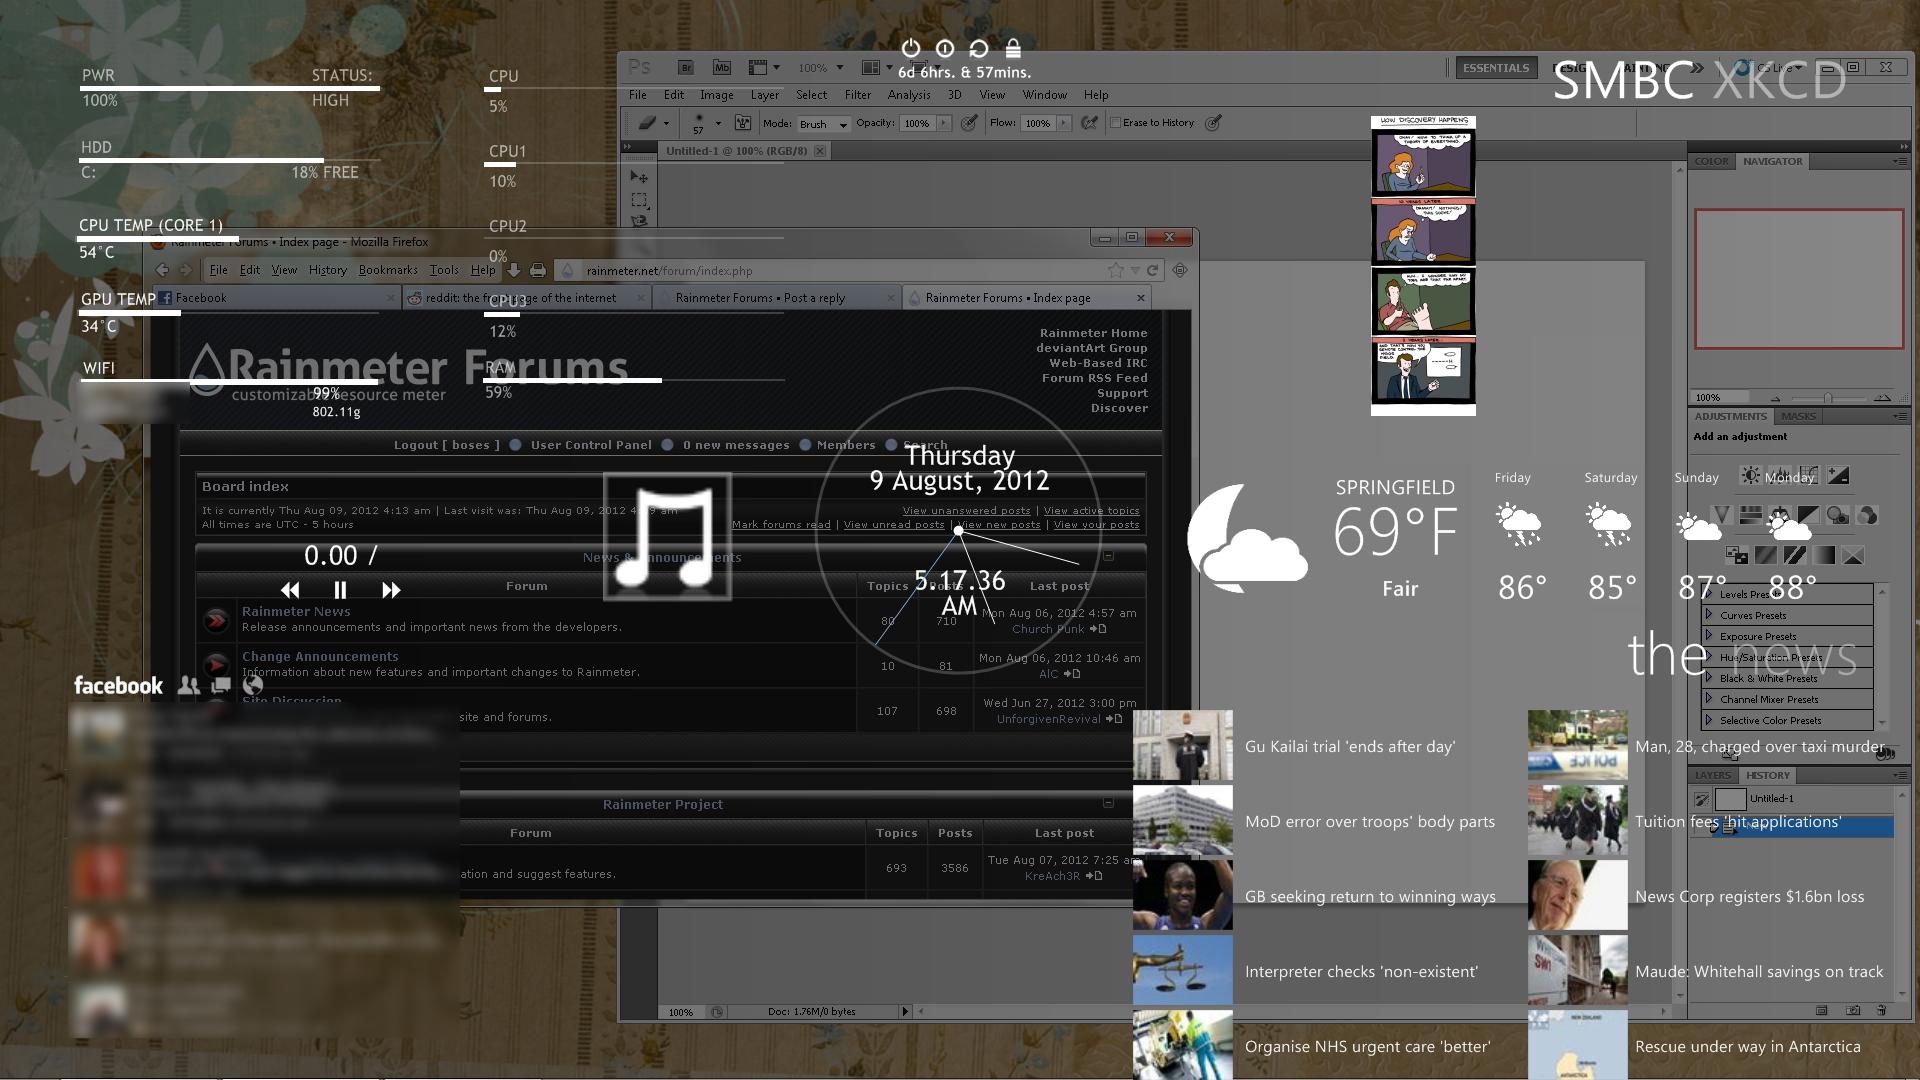 PWR
STATUS:
100%
HIGH
HDD
C:
18% FREE
CPU TEMP (CORE 1)
54°C
GPU TEMP
34°C
WIFI
99%
802.11g
CPU
5%
CPU1
10%
CPU2
0%
CPU3
12%
RAM
59%
6d 6hrs. & 57mins.
Ps
Br
Mb
100%
ESSENTIALS
CS Live
File Edit Image Layer Select Filter Analysis 3D View Window Help
57
Mode: Brush Opacity: 100% Flow: 100% Erase to History
Untitled-1 @ 100% (RGB/8)
SMBC XKCD
HOW DISCOVERY HAPPENS
COLOR NAVIGATOR
100%
ADJUSTMENTS MASKS
Add an adjustment
Rainmeter Forums • Index page - Mozilla Firefox
File Edit View History Bookmarks Tools Help
rainmeter.net/forum/index.php
Facebook
reddit: the front page of the internet
Rainmeter Forums • Post a reply
Rainmeter Forums • Index page
Rainmeter Forums
customizable resource meter
Rainmeter Home
deviantArt Group
Web-Based IRC
Forum RSS Feed
Support
Discover
Logout [ boses ] User Control Panel 0 new messages Members Search
Board index
It is currently Thu Aug 09, 2012 4:13 am | Last visit was: Thu Aug 09, 2012 am
All times are UTC - 5 hours
View unanswered posts | View active topics
Mark forums read | View unread posts | View new posts | View your posts
News & Announcements
Forum Topics Posts Last post
Rainmeter News
Release announcements and important news from the developers.
80 710 Mon Aug 06, 2012 4:57 am
Church Punk
Change Announcements
Information about new features and important changes to Rainmeter.
10 81 Mon Aug 06, 2012 10:46 am
AlC
Site Discussion
site and forums.
107 698 Wed Jun 27, 2012 3:00 pm
UnforgivenRevival
Rainmeter Project
Forum Topics Posts Last post
ation and suggest features.
693 3586 Tue Aug 07, 2012 7:25 am
KreAch3R
0.00 /
Thursday
9 August, 2012
5.17.36
AM
SPRINGFIELD
69°F
Fair
Friday Saturday Sunday Monday
86° 85° 87° 88°
Levels Presets
Curves Presets
Exposure Presets
Hue/Saturation Presets
Black & White Presets
Channel Mixer Presets
Selective Color Presets
the news
LAYERS HISTORY
Untitled-1
facebook
Gu Kailai trial 'ends after day'
Man, 28, charged over taxi murder
POLICE
MoD error over troops' body parts
Tuition fees 'hit applications'
GB seeking return to winning ways
News Corp registers $1.6bn loss
Interpreter checks 'non-existent'
Maude: Whitehall savings on track
Organise NHS urgent care 'better'
Rescue under way in Antarctica
NEW ZEALAND
ANTARCTICA
100%
Doc: 1.76M/0 bytes